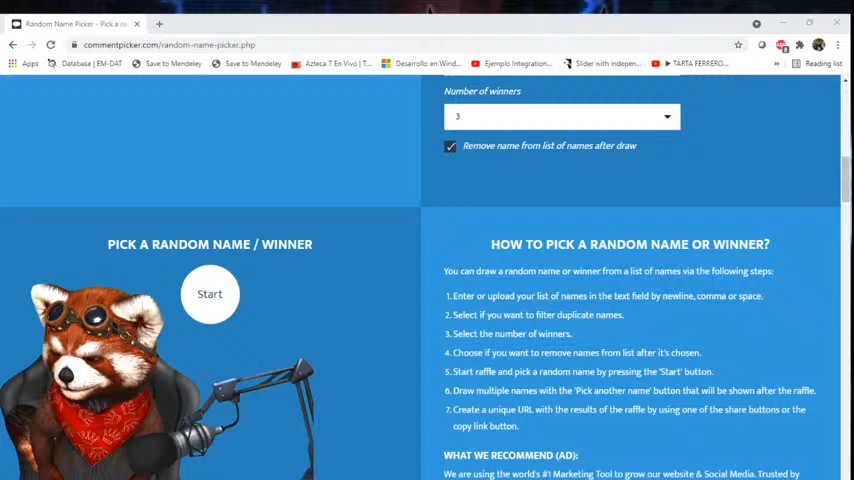 Random Name Picker - Pick a ra
commentpicker.com/random-name-picker.php
Apps
Database | EM-DAT
Save to Mendeley
Save to Mendeley
Azteca 7 En Vivo | T...
Desarrollo en Wind...
Ejemplo Integration...
Slider with indepen...
TARTA FERRERO...
Reading list
Number of winners
3
Remove name from list of names after draw
PICK A RANDOM NAME / WINNER
Start
HOW TO PICK A RANDOM NAME OR WINNER?
You can draw a random name or winner from a list of names via the following steps:
1. Enter or upload your list of names in the text field by newline, comma or space.
2. Select if you want to filter duplicate names.
3. Select the number of winners.
4. Choose if you want to remove names from list after it's chosen.
5. Start raffle and pick a random name by pressing the 'Start' button.
6. Draw multiple names with the 'Pick another name' button that will be shown after the raffle.
7. Create a unique URL with the results of the raffle by using one of the share buttons or the
copy link button.
WHAT WE RECOMMEND (AD):
We are using the world's #1 Marketing Tool to grow our website & Social Media. Trusted by